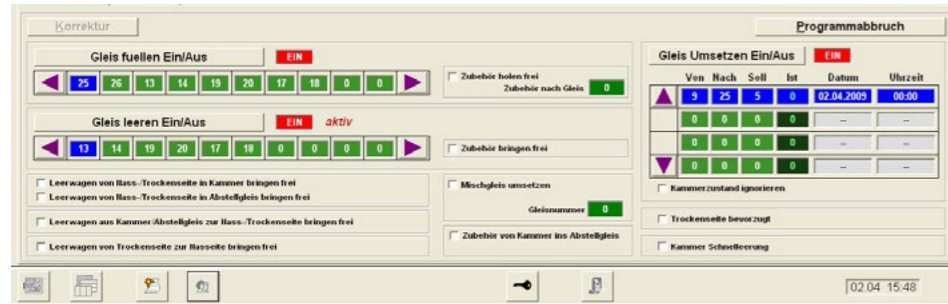 Korrektur
Programmabbruch
Gleis fuellen Ein/Aus EIN
25 26 13 14 19 20 17 18 0 0
Zubehör holen frei
Zubehör nach Gleis 0
Gleis leeren Ein/Aus EIN aktiv
13 14 19 20 17 18 0 0 0 0
Zubehör bringen frei
Leerwagen von Nass-/Trockenseite in Kammer bringen frei
Leerwagen von Nass-/Trockenseite in Abstellgleis bringen frei
Leerwagen aus Kammer/Abstellgleis zur Nass-/Trockenseite bringen frei
Leerwagen von Trockenseite zur Nasseite bringen frei
Mischgleis umsetzen
Gleisnummer 0
Zubehör von Kammer ins Abstellgleis
Gleis Umsetzen Ein/Aus EIN
Von Nach Soll Ist Datum Uhrzeit
9 25 5 0 02.04.2009 00:00
0 0 0 0 -- --
0 0 0 0 -- --
0 0 0 0 -- --
Kammerzustand ignorieren
Trockenseite bevorzugt
Kammer Schnelleerung
02.04 15:48